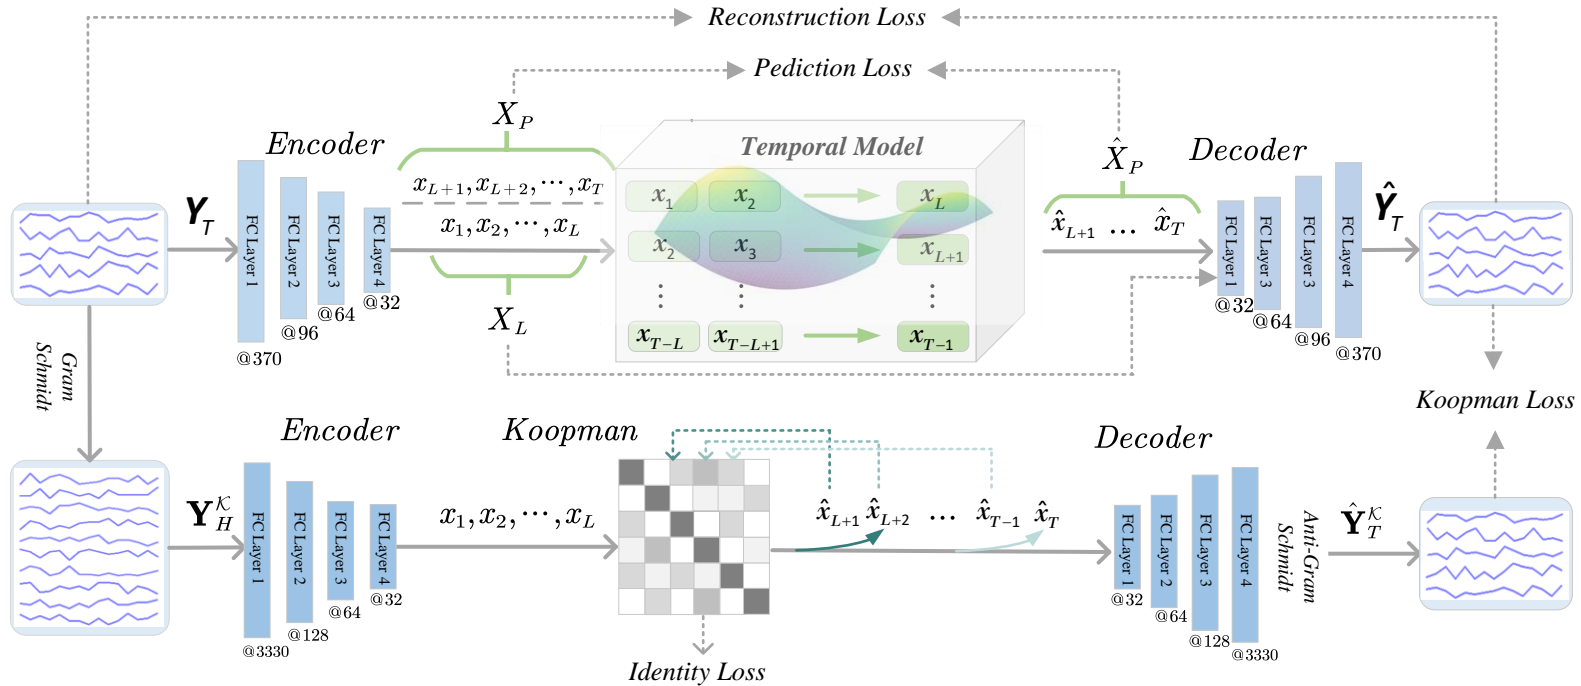 Reconstruction Loss
Pediction Loss
X_P
Encoder
Temporal Model
X̂_P
Decoder
x_{L+1}, x_{L+2}, ⋯, x_T
x_1, x_2, ⋯, x_L
Y_T
FC Layer 1
FC Layer 2
FC Layer 3
FC Layer 4
@370
@96
@64
@32
X_L
x_1 x_2 x_L
x_2 x_3 x_{L+1}
⋮ ⋮ ⋮
x_{T−L} x_{T−L+1} x_{T−1}
x̂_{L+1} ... x̂_T
FC Layer 1
FC Layer 3
FC Layer 3
FC Layer 4
@32
@64
@96
@370
Ŷ_T
Gram
Schmidt
Koopman Loss
Encoder
Koopman
Decoder
Y_H^𝒦
FC Layer 1
FC Layer 2
FC Layer 3
FC Layer 4
@3330
@128
@64
@32
x_1, x_2, ⋯, x_L
x̂_{L+1} x̂_{L+2} ... x̂_{T−1} x̂_T
FC Layer 1
FC Layer 2
FC Layer 3
FC Layer 4
@32
@64
@128
@3330
Anti-Gram
Schmidt
Ŷ_T^𝒦
Identity Loss